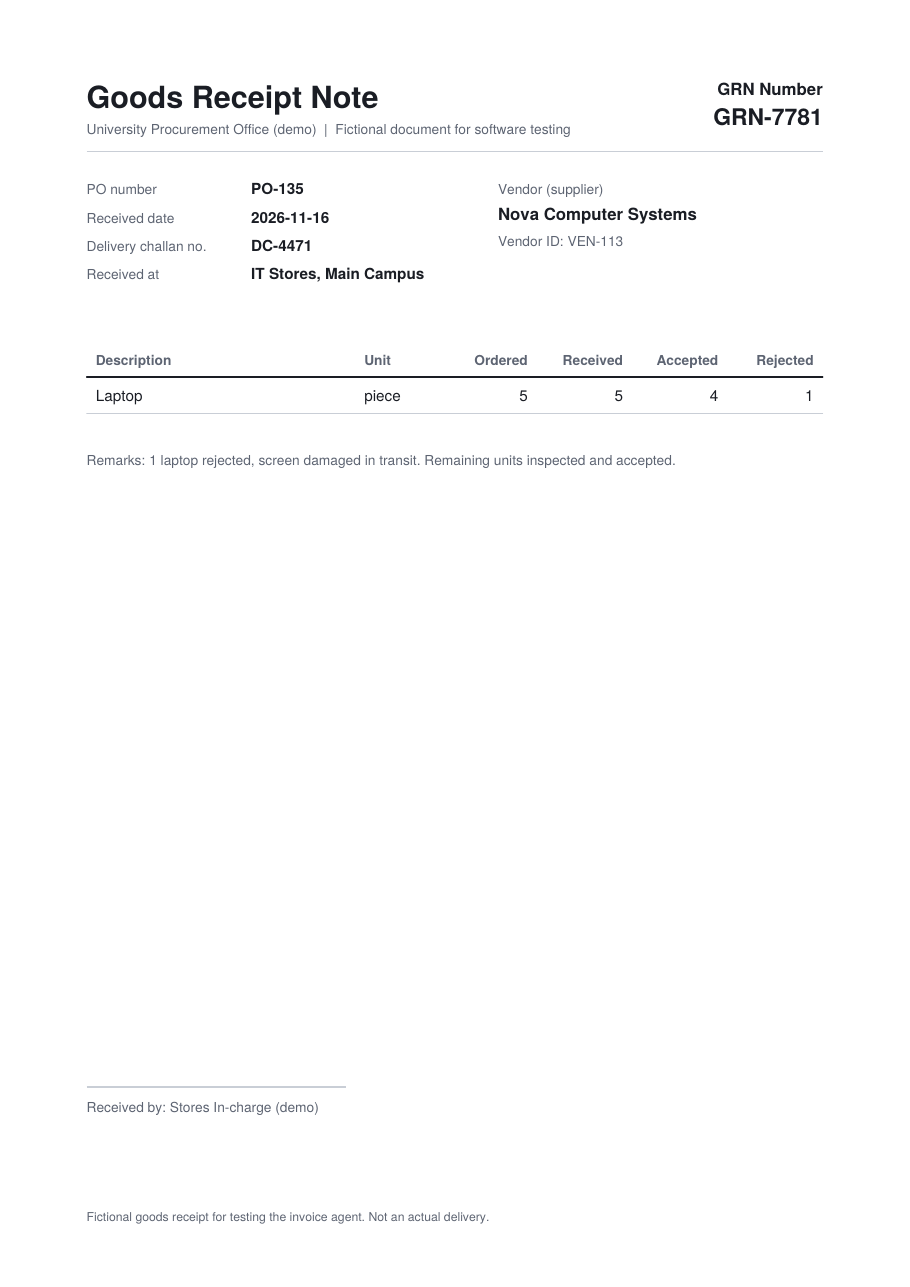 Goods Receipt Note
University Procurement Office (demo) | Fictional document for software testing
GRN Number
GRN-7781
PO number PO-135
Received date 2026-11-16
Delivery challan no. DC-4471
Received at IT Stores, Main Campus
Vendor (supplier)
Nova Computer Systems
Vendor ID: VEN-113
Description Unit Ordered Received Accepted Rejected
Laptop piece 5 5 4 1
Remarks: 1 laptop rejected, screen damaged in transit. Remaining units inspected and accepted.
Received by: Stores In-charge (demo)
Fictional goods receipt for testing the invoice agent. Not an actual delivery.